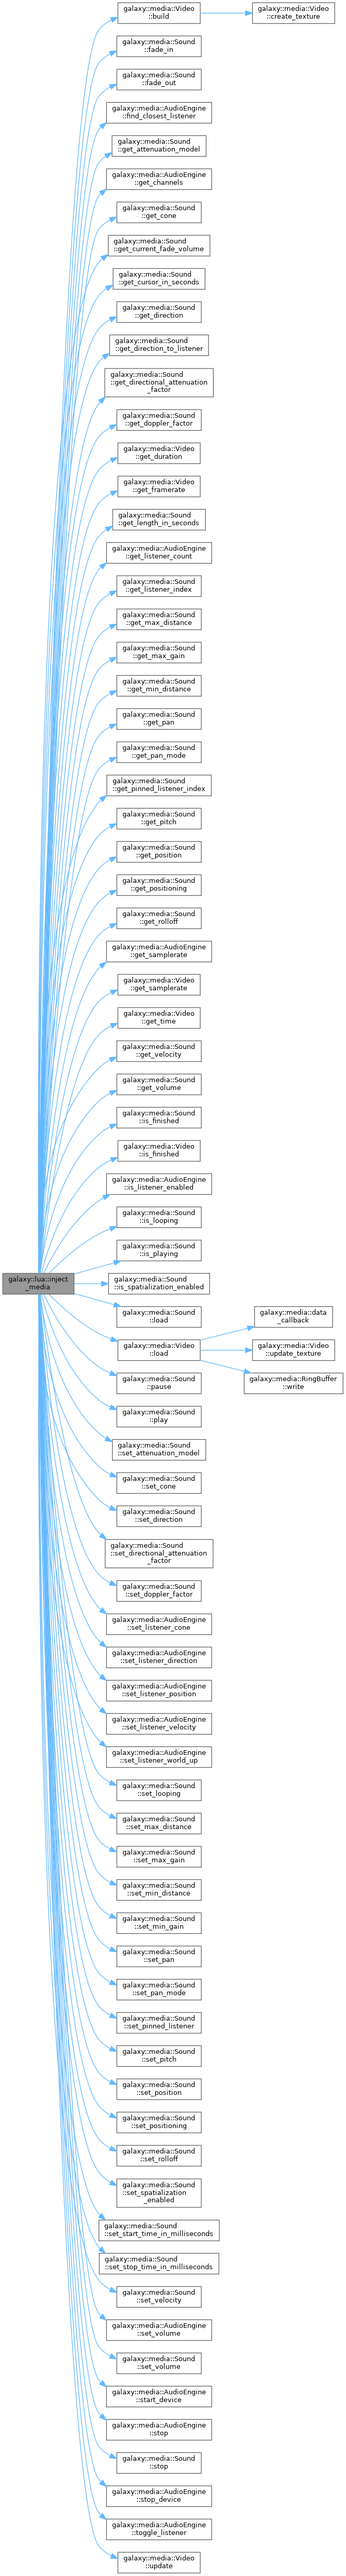 galaxy::media::Video
::build
galaxy::media::Video
::create_texture
galaxy::media::Sound
::fade_in
galaxy::media::Sound
::fade_out
galaxy::media::AudioEngine
::find_closest_listener
galaxy::media::Sound
::get_attenuation_model
galaxy::media::AudioEngine
::get_channels
galaxy::media::Sound
::get_cone
galaxy::media::Sound
::get_current_fade_volume
galaxy::media::Sound
::get_cursor_in_seconds
galaxy::media::Sound
::get_direction
galaxy::media::Sound
::get_direction_to_listener
galaxy::media::Sound
::get_directional_attenuation
_factor
galaxy::media::Sound
::get_doppler_factor
galaxy::media::Video
::get_duration
galaxy::media::Video
::get_framerate
galaxy::media::Sound
::get_length_in_seconds
galaxy::media::AudioEngine
::get_listener_count
galaxy::media::Sound
::get_listener_index
galaxy::media::Sound
::get_max_distance
galaxy::media::Sound
::get_max_gain
galaxy::media::Sound
::get_min_distance
galaxy::media::Sound
::get_pan
galaxy::media::Sound
::get_pan_mode
galaxy::media::Sound
::get_pinned_listener_index
galaxy::media::Sound
::get_pitch
galaxy::media::Sound
::get_position
galaxy::media::Sound
::get_positioning
galaxy::media::Sound
::get_rolloff
galaxy::media::AudioEngine
::get_samplerate
galaxy::media::Video
::get_samplerate
galaxy::media::Video
::get_time
galaxy::media::Sound
::get_velocity
galaxy::media::Sound
::get_volume
galaxy::media::Sound
::is_finished
galaxy::media::Video
::is_finished
galaxy::media::AudioEngine
::is_listener_enabled
galaxy::media::Sound
::is_looping
galaxy::media::Sound
::is_playing
galaxy::lua::inject
_media
galaxy::media::Sound
::is_spatialization_enabled
galaxy::media::Sound
::load
galaxy::media::data
_callback
galaxy::media::Video
::load
galaxy::media::Video
::update_texture
galaxy::media::RingBuffer
::write
galaxy::media::Sound
::pause
galaxy::media::Sound
::play
galaxy::media::Sound
::set_attenuation_model
galaxy::media::Sound
::set_cone
galaxy::media::Sound
::set_direction
galaxy::media::Sound
::set_directional_attenuation
_factor
galaxy::media::Sound
::set_doppler_factor
galaxy::media::AudioEngine
::set_listener_cone
galaxy::media::AudioEngine
::set_listener_direction
galaxy::media::AudioEngine
::set_listener_position
galaxy::media::AudioEngine
::set_listener_velocity
galaxy::media::AudioEngine
::set_listener_world_up
galaxy::media::Sound
::set_looping
galaxy::media::Sound
::set_max_distance
galaxy::media::Sound
::set_max_gain
galaxy::media::Sound
::set_min_distance
galaxy::media::Sound
::set_min_gain
galaxy::media::Sound
::set_pan
galaxy::media::Sound
::set_pan_mode
galaxy::media::Sound
::set_pinned_listener
galaxy::media::Sound
::set_pitch
galaxy::media::Sound
::set_position
galaxy::media::Sound
::set_positioning
galaxy::media::Sound
::set_rolloff
galaxy::media::Sound
::set_spatialization
_enabled
galaxy::media::Sound
::set_start_time_in_milliseconds
galaxy::media::Sound
::set_stop_time_in_milliseconds
galaxy::media::Sound
::set_velocity
galaxy::media::AudioEngine
::set_volume
galaxy::media::Sound
::set_volume
galaxy::media::AudioEngine
::start_device
galaxy::media::AudioEngine
::stop
galaxy::media::Sound
::stop
galaxy::media::AudioEngine
::stop_device
galaxy::media::AudioEngine
::toggle_listener
galaxy::media::Video
::update